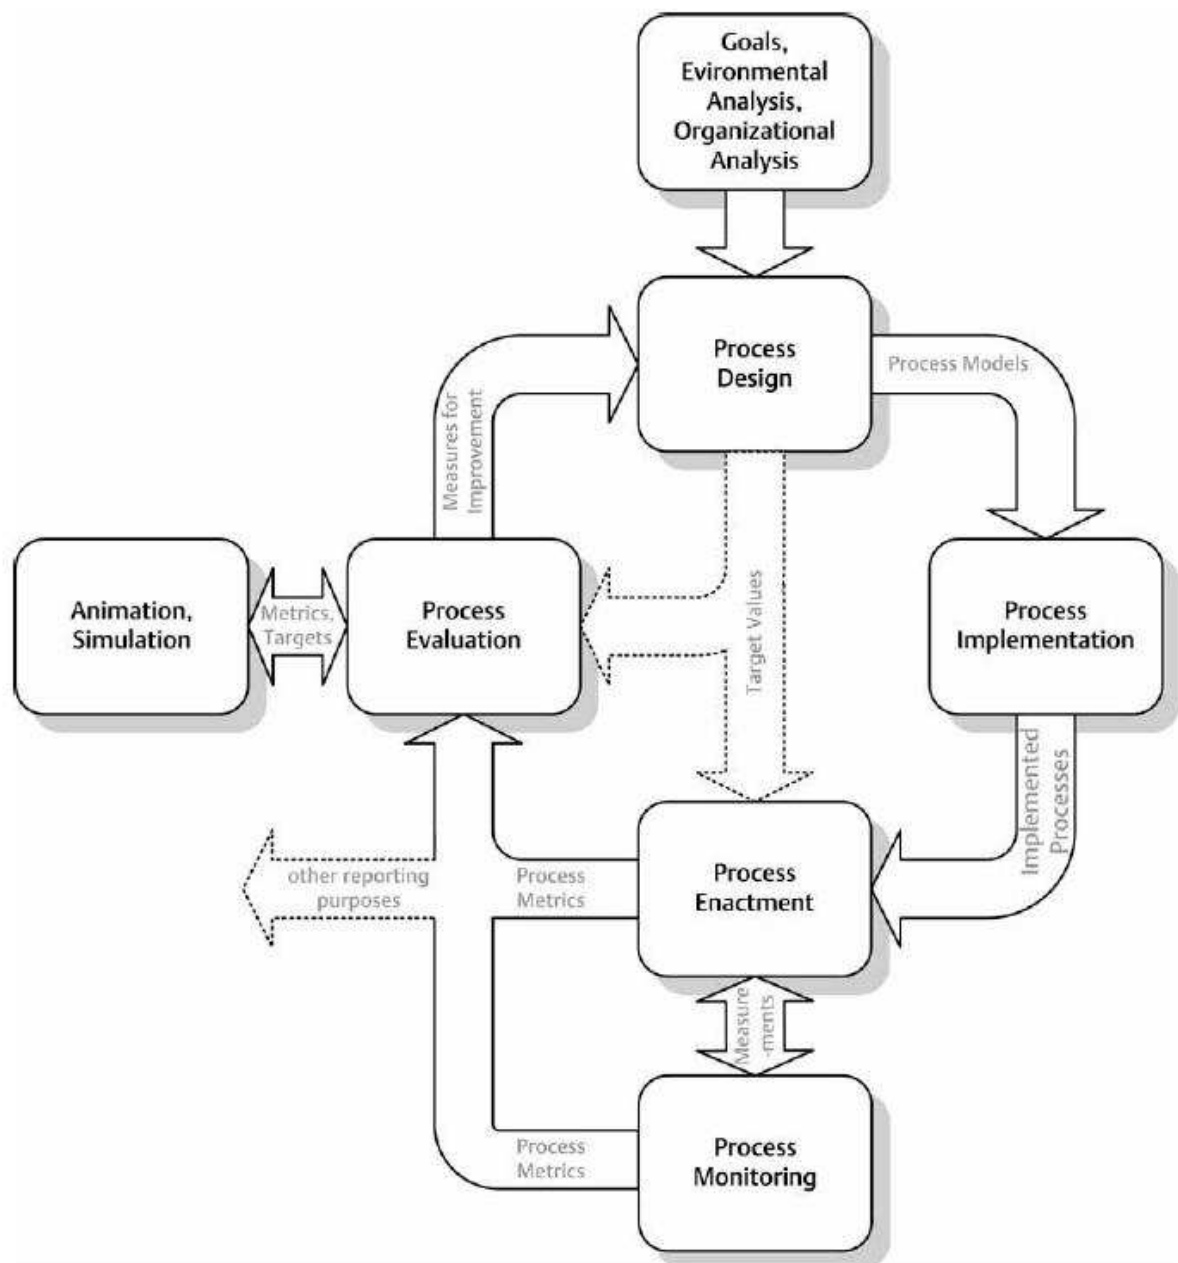 Goals,
Evironmental
Analysis,
Organizational
Analysis
Process
Design
Process Models
Measures for
Improvement
Animation,
Simulation
Metrics,
Targets
Process
Evaluation
Target Values
Process
Implementation
Implemented
Processes
other reporting
purposes
Process
Metrics
Process
Enactment
Measure
-ments
Process
Metrics
Process
Monitoring